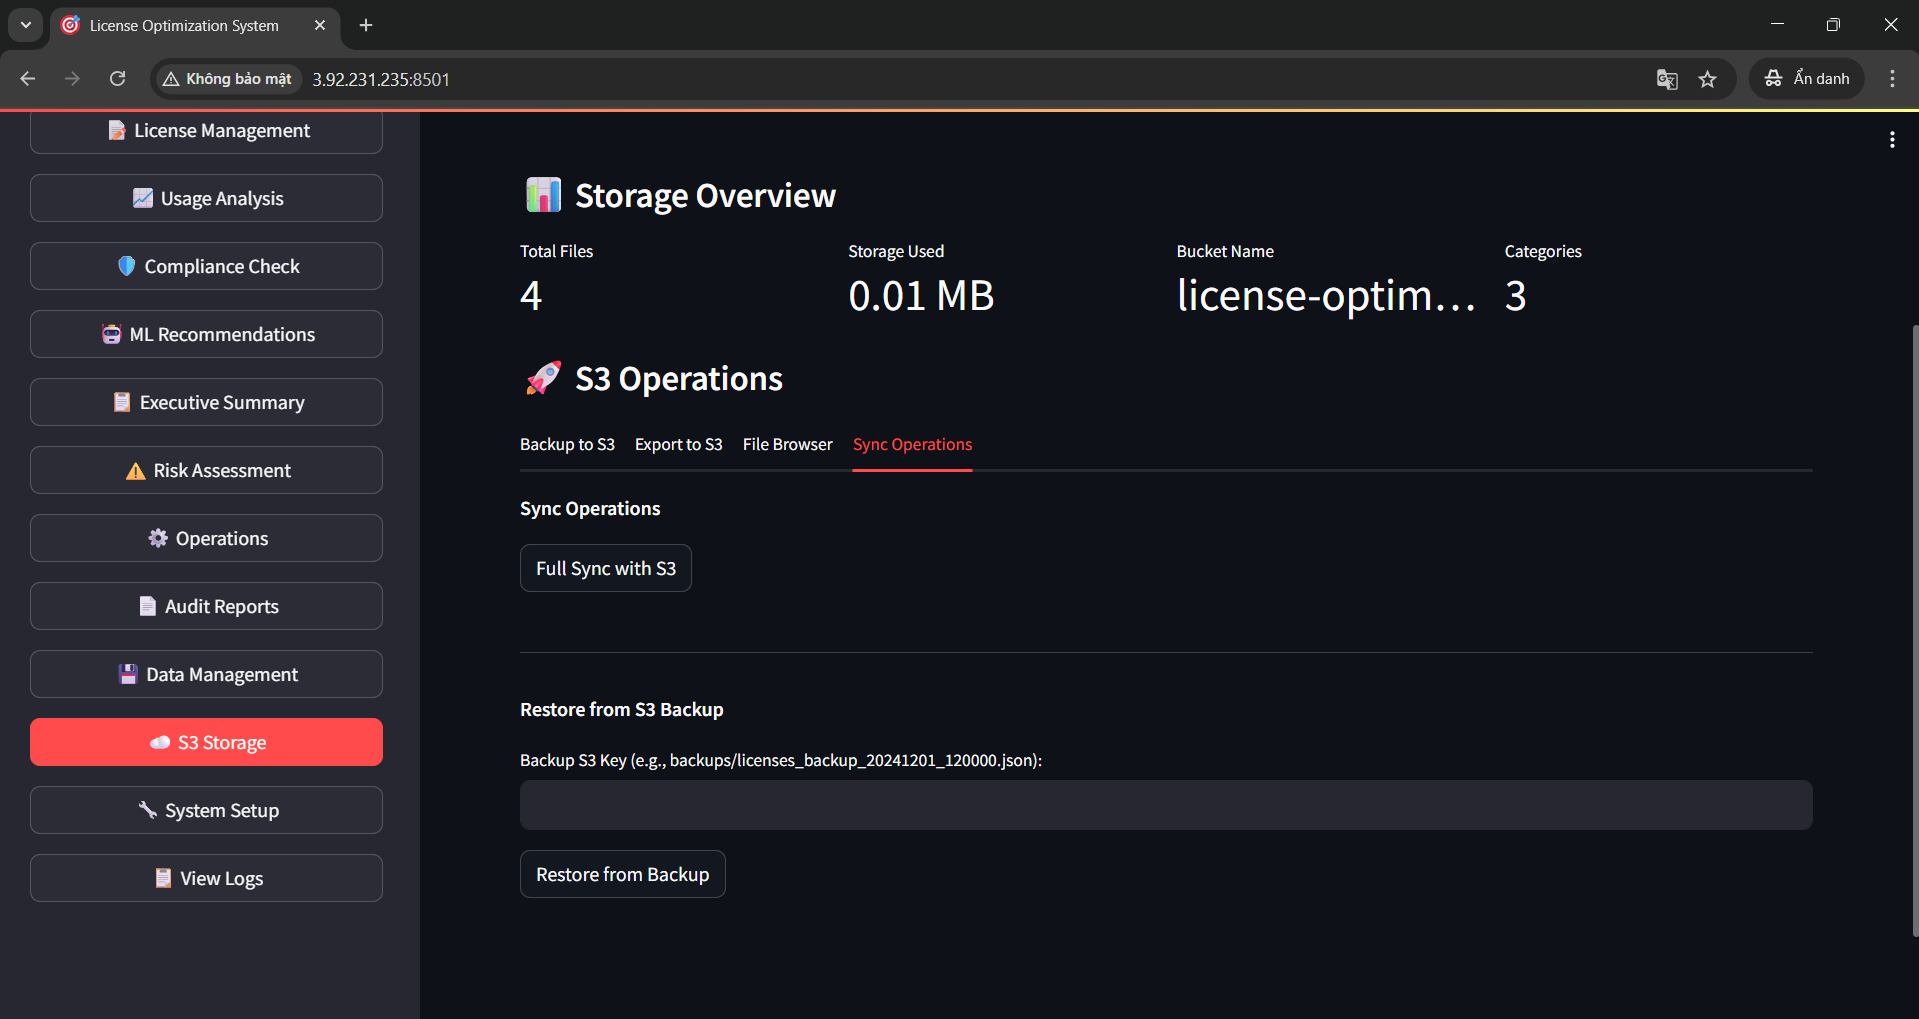 License Optimization System
Không bảo mật
3.92.231.235:8501
Ẩn danh
License Management
Usage Analysis
Compliance Check
ML Recommendations
Executive Summary
Risk Assessment
Operations
Audit Reports
Data Management
S3 Storage
System Setup
View Logs
Storage Overview
Total Files
4
Storage Used
0.01 MB
Bucket Name
license-optim...
Categories
3
S3 Operations
Backup to S3 Export to S3 File Browser Sync Operations
Sync Operations
Full Sync with S3
Restore from S3 Backup
Backup S3 Key (e.g., backups/licenses_backup_20241201_120000.json):
Restore from Backup